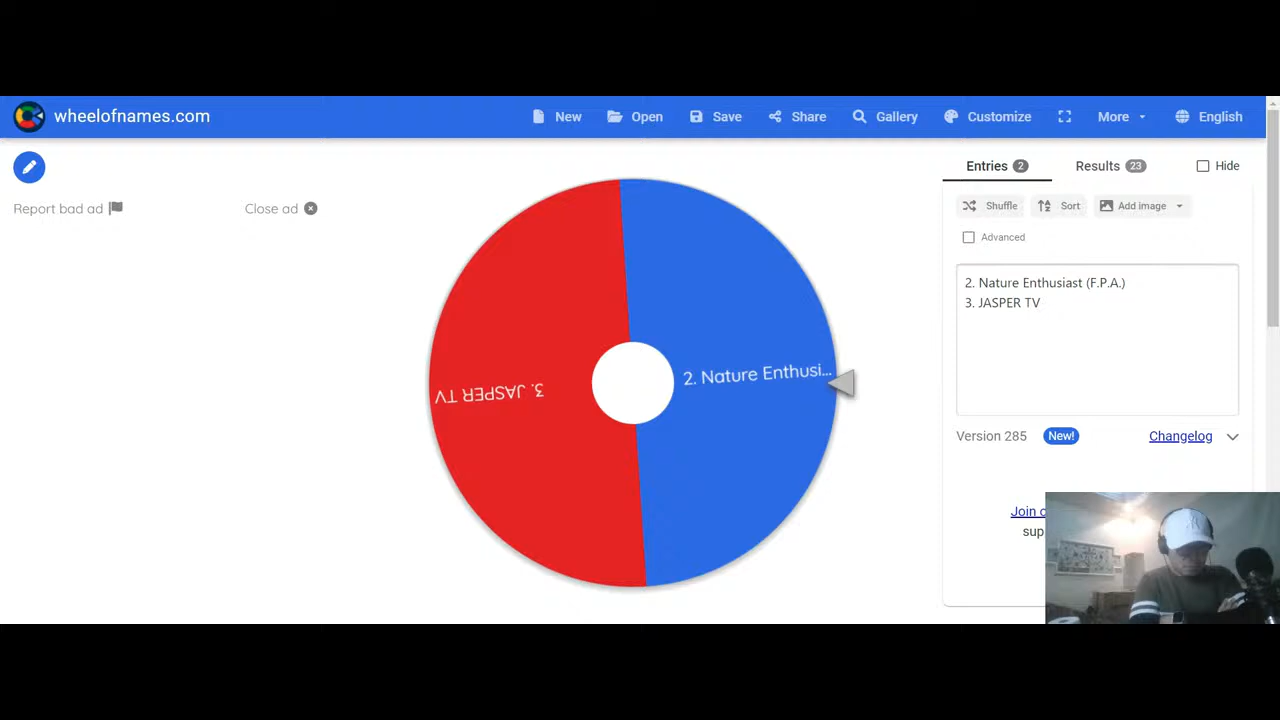 wheelofnames.com
New
Open
Save
Share
Gallery
Customize
More
English
Report bad ad
Close ad
Entries 2
Results 23
Hide
Shuffle
Sort
Add image
Advanced
2. Nature Enthusiast (F.P.A.)
3. JASPER TV
2. Nature Enthusi...
3. JASPER TV
Version 285
New!
Changelog
Join
sup